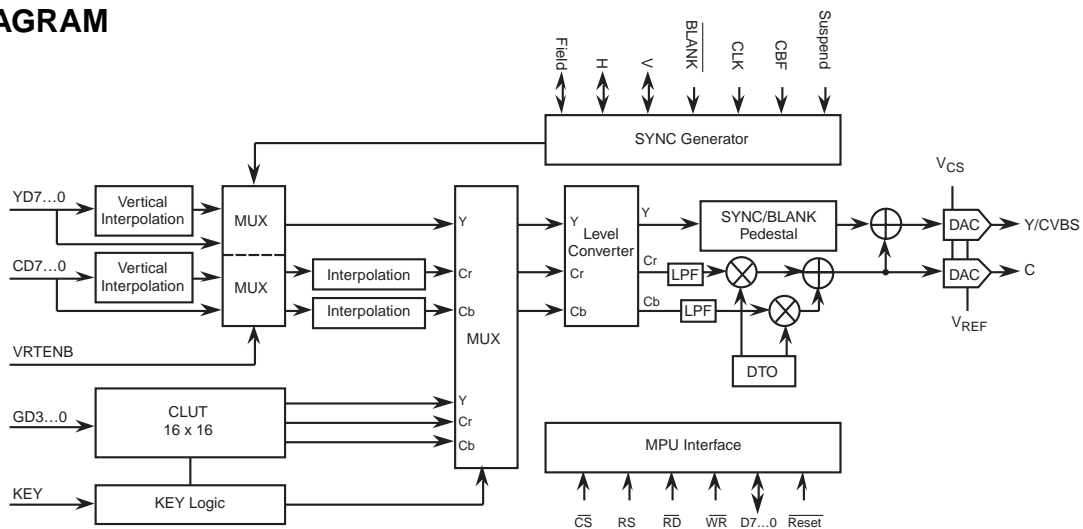 AGRAM
Field
H
V
BLANK
CLK
CBF
Suspend
SYNC Generator
YD7...0
Vertical
Interpolation
MUX
CD7...0
Vertical
Interpolation
MUX
VRTENB
Interpolation
Interpolation
Y
Cr
Cb
MUX
Y
Cr
Cb
GD3...0
CLUT
16 x 16
KEY
KEY Logic
Y
Cr
Cb
Level
Converter
Y
Cr
Cb
SYNC/BLANK
Pedestal
LPF
LPF
DTO
VCS
DAC
Y/CVBS
DAC
C
VREF
MPU Interface
CS
RS
RD
WR
D7...0
Reset